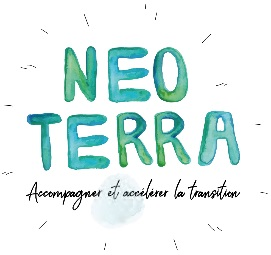 NEO
TERRA
Accompagner et accélérer la transition